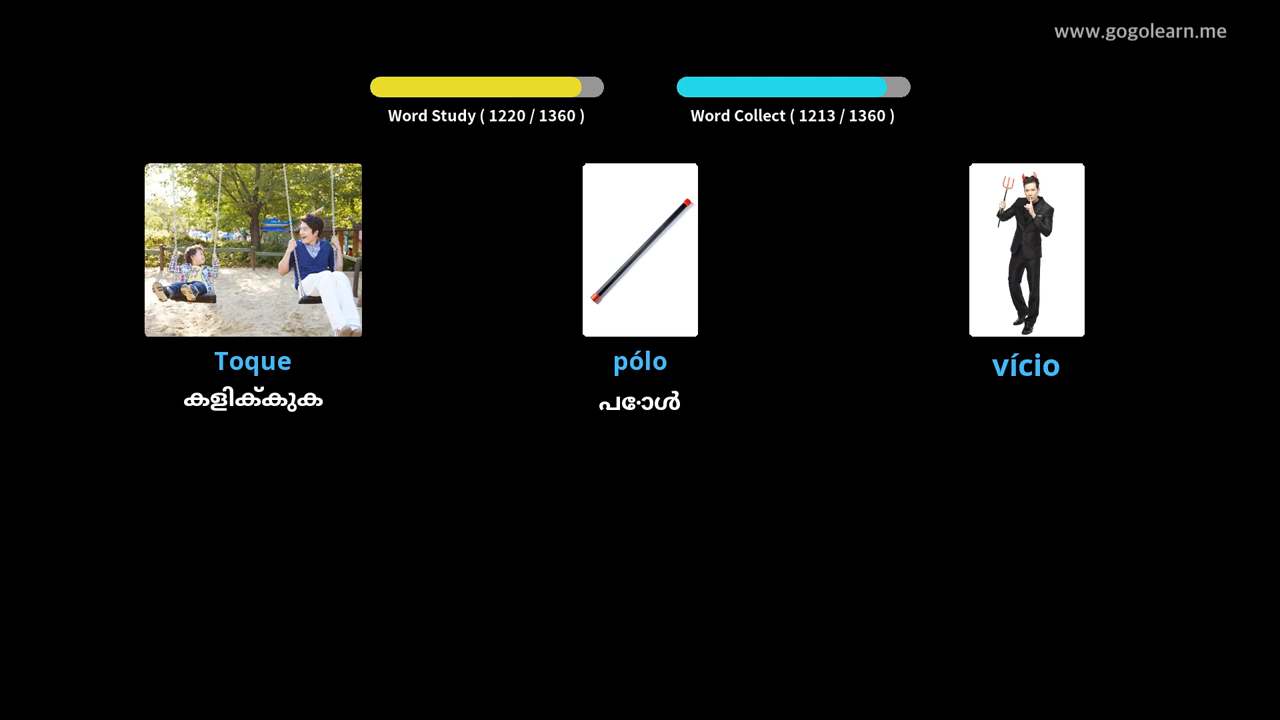 www.gogolearn.me
Word Study ( 1220 / 1360 )
Word Collect ( 1213 / 1360 )
Toque
കളിക്കുക
pólo
പോൾ
vício